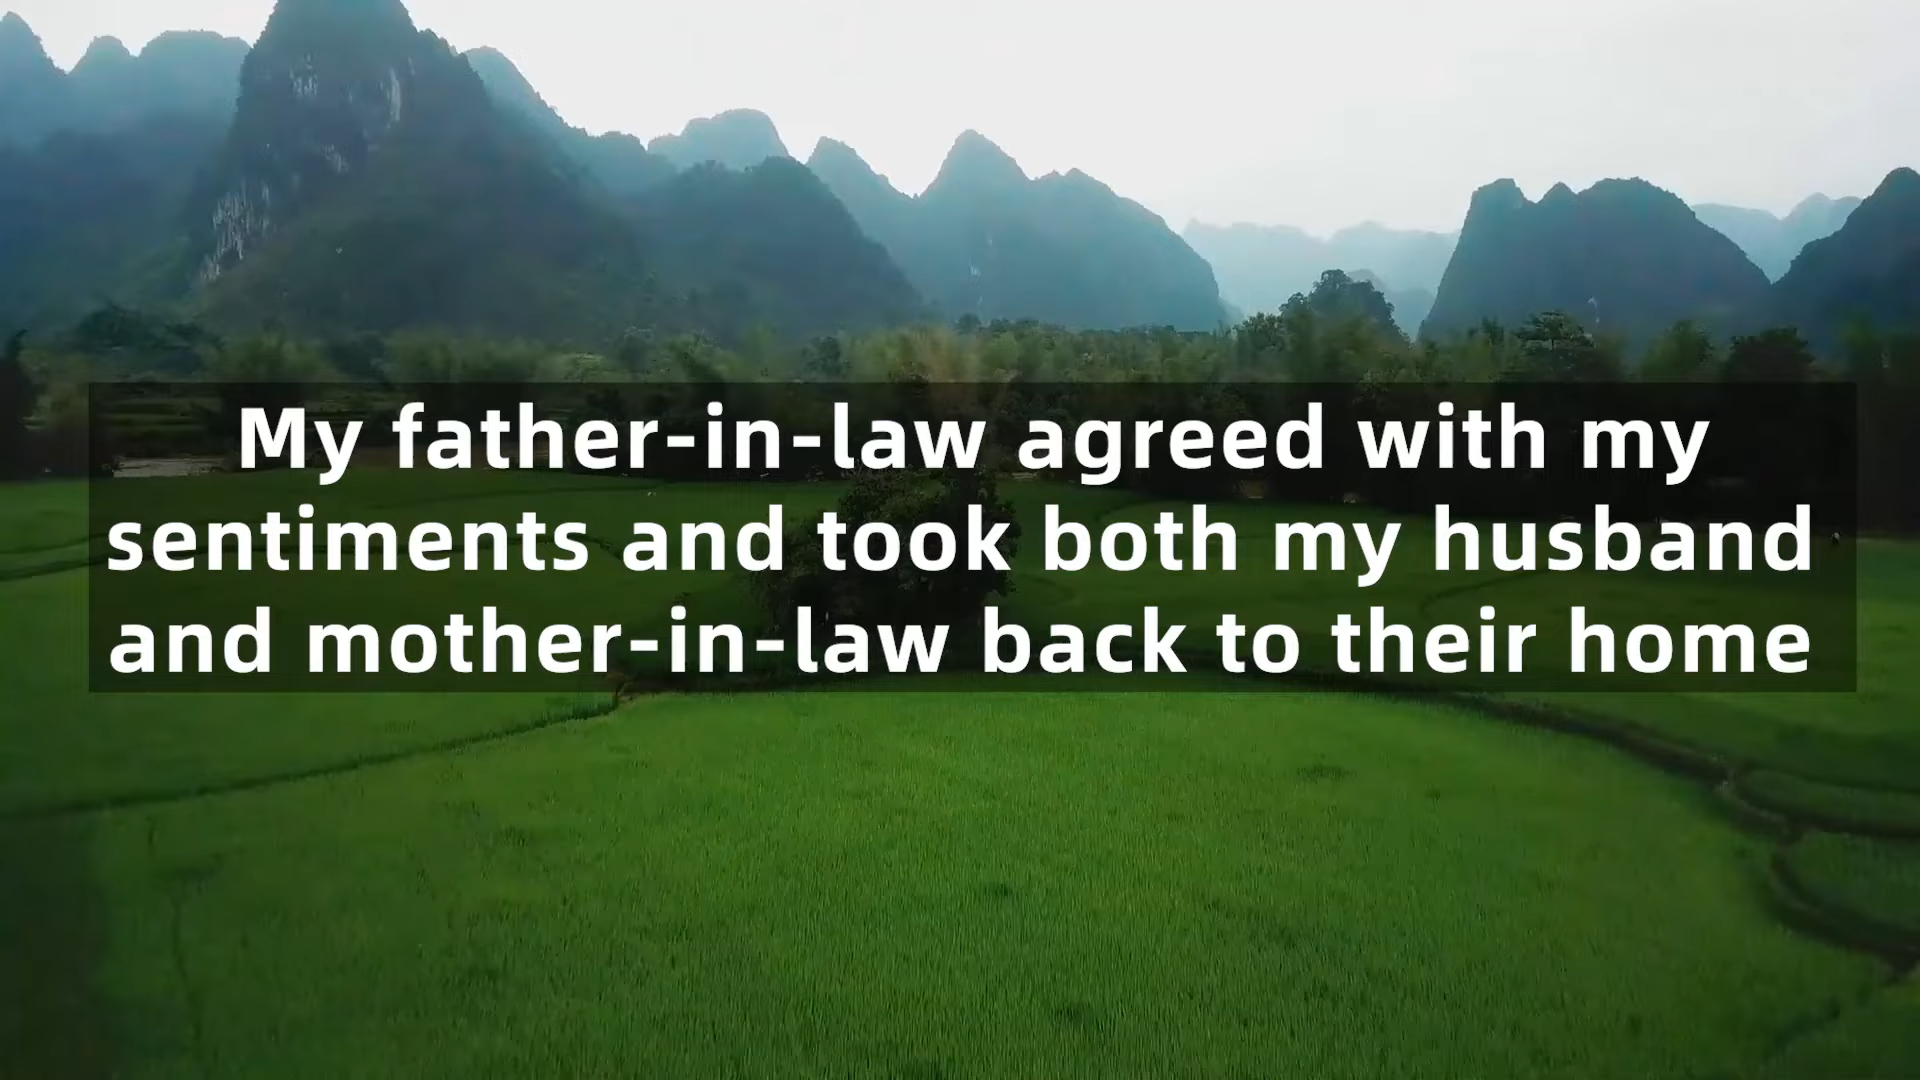 My father-in-law agreed with my
sentiments and took both my husband
and mother-in-law back to their home